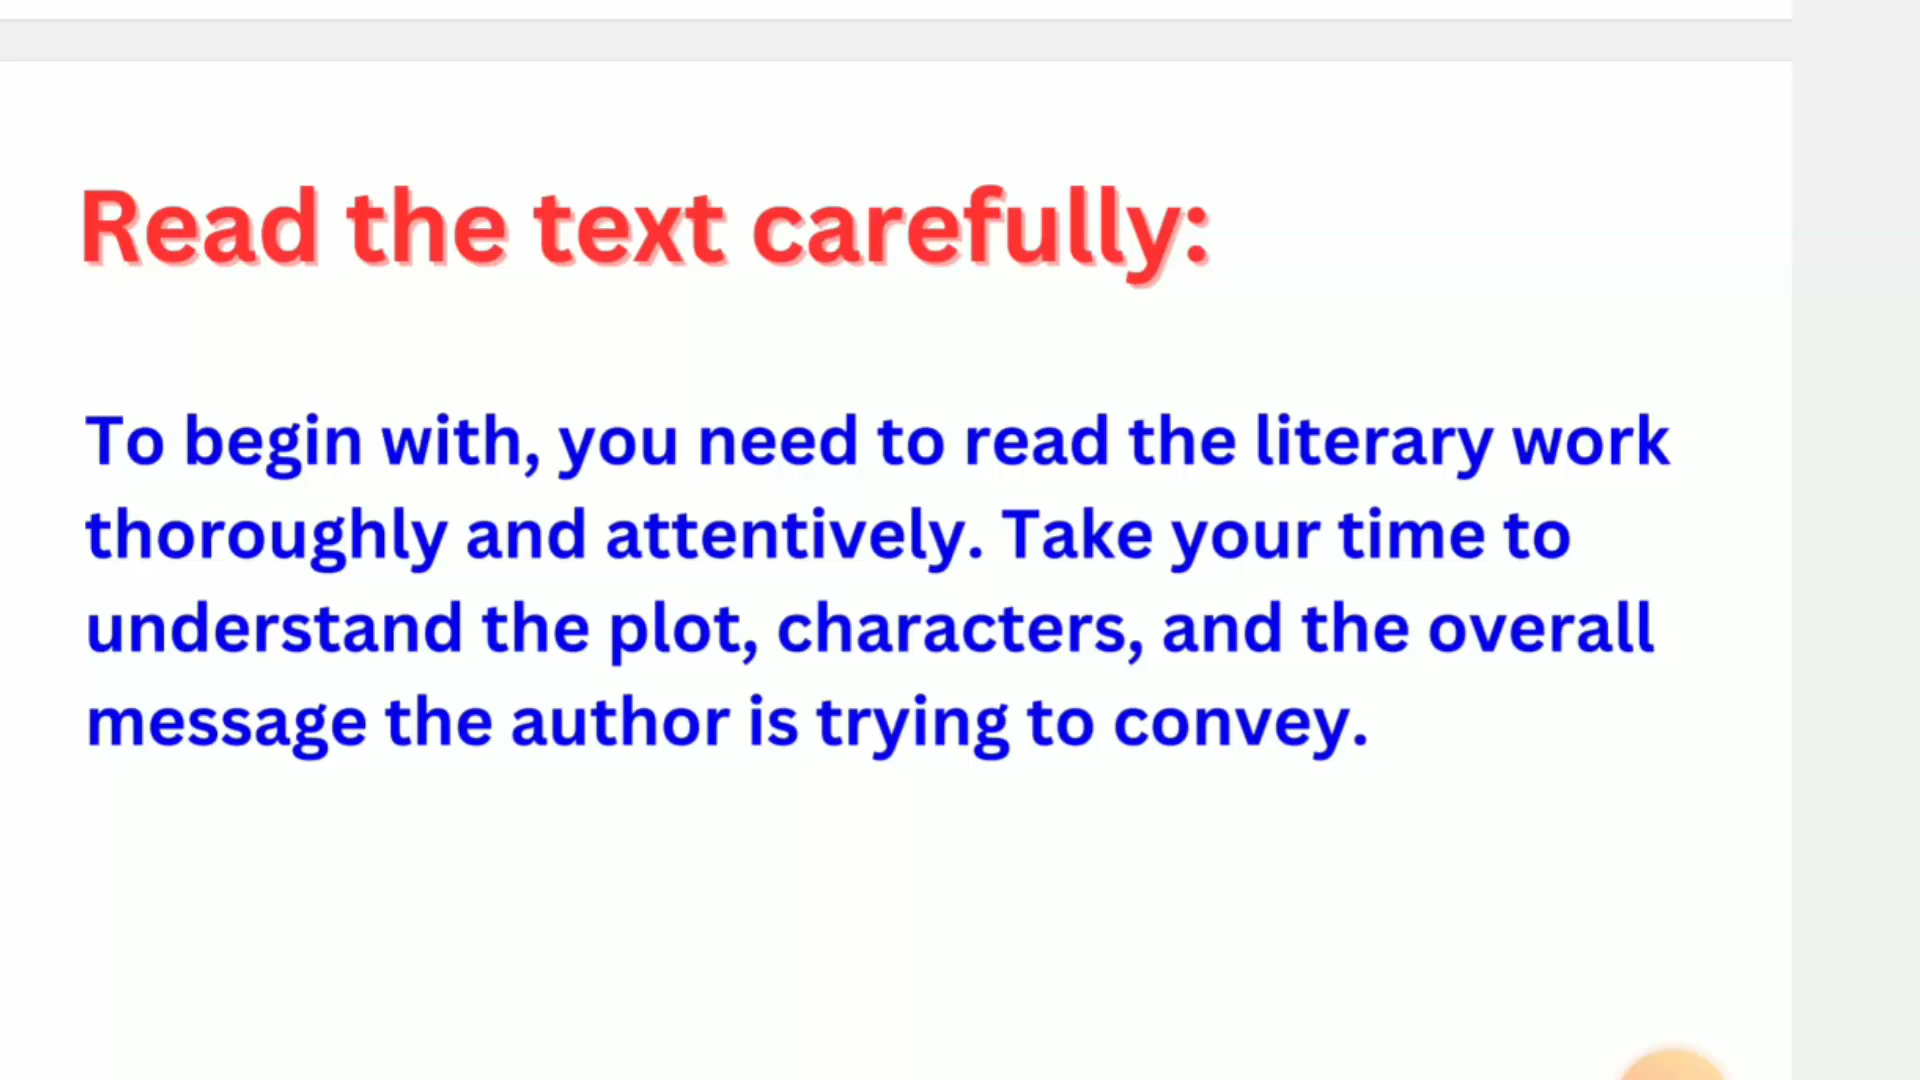 Read the text carefully:
To begin with, you need to read the literary work
thoroughly and attentively. Take your time to
understand the plot, characters, and the overall
message the author is trying to convey.